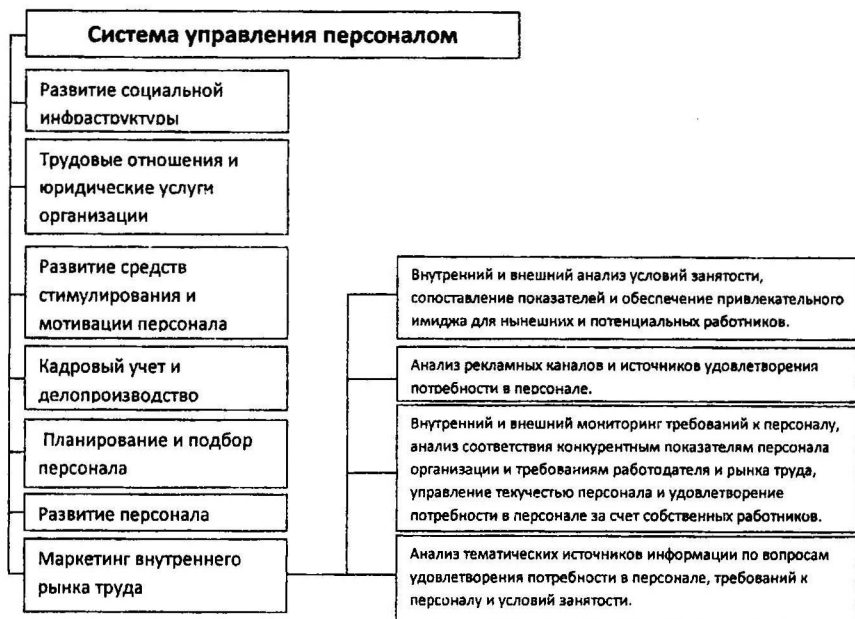 Система управления персоналом
Развитие социальной
инфраструктуры
Трудовые отношения и
юридические услуги
организации
Развитие средств
стимулирования и
мотивации персонала
Кадровый учет и
делопроизводство
Планирование и подбор
персонала
Развитие персонала
Маркетинг внутреннего
рынка труда
Внутренний и внешний анализ условий занятости,
сопоставление показателей и обеспечение привлекательного
имиджа для нынешних и потенциальных работников.
Анализ рекламных каналов и источников удовлетворения
потребности в персонале.
Внутренний и внешний мониторинг требований к персоналу,
анализ соответствия конкурентным показателям персонала
организации и требованиям работодателя и рынка труда,
управление текучестью персонала и удовлетворение
потребности в персонале за счет собственных работников.
Анализ тематических источников информации по вопросам
удовлетворения потребности в персонале, требований к
персоналу и условий занятости.